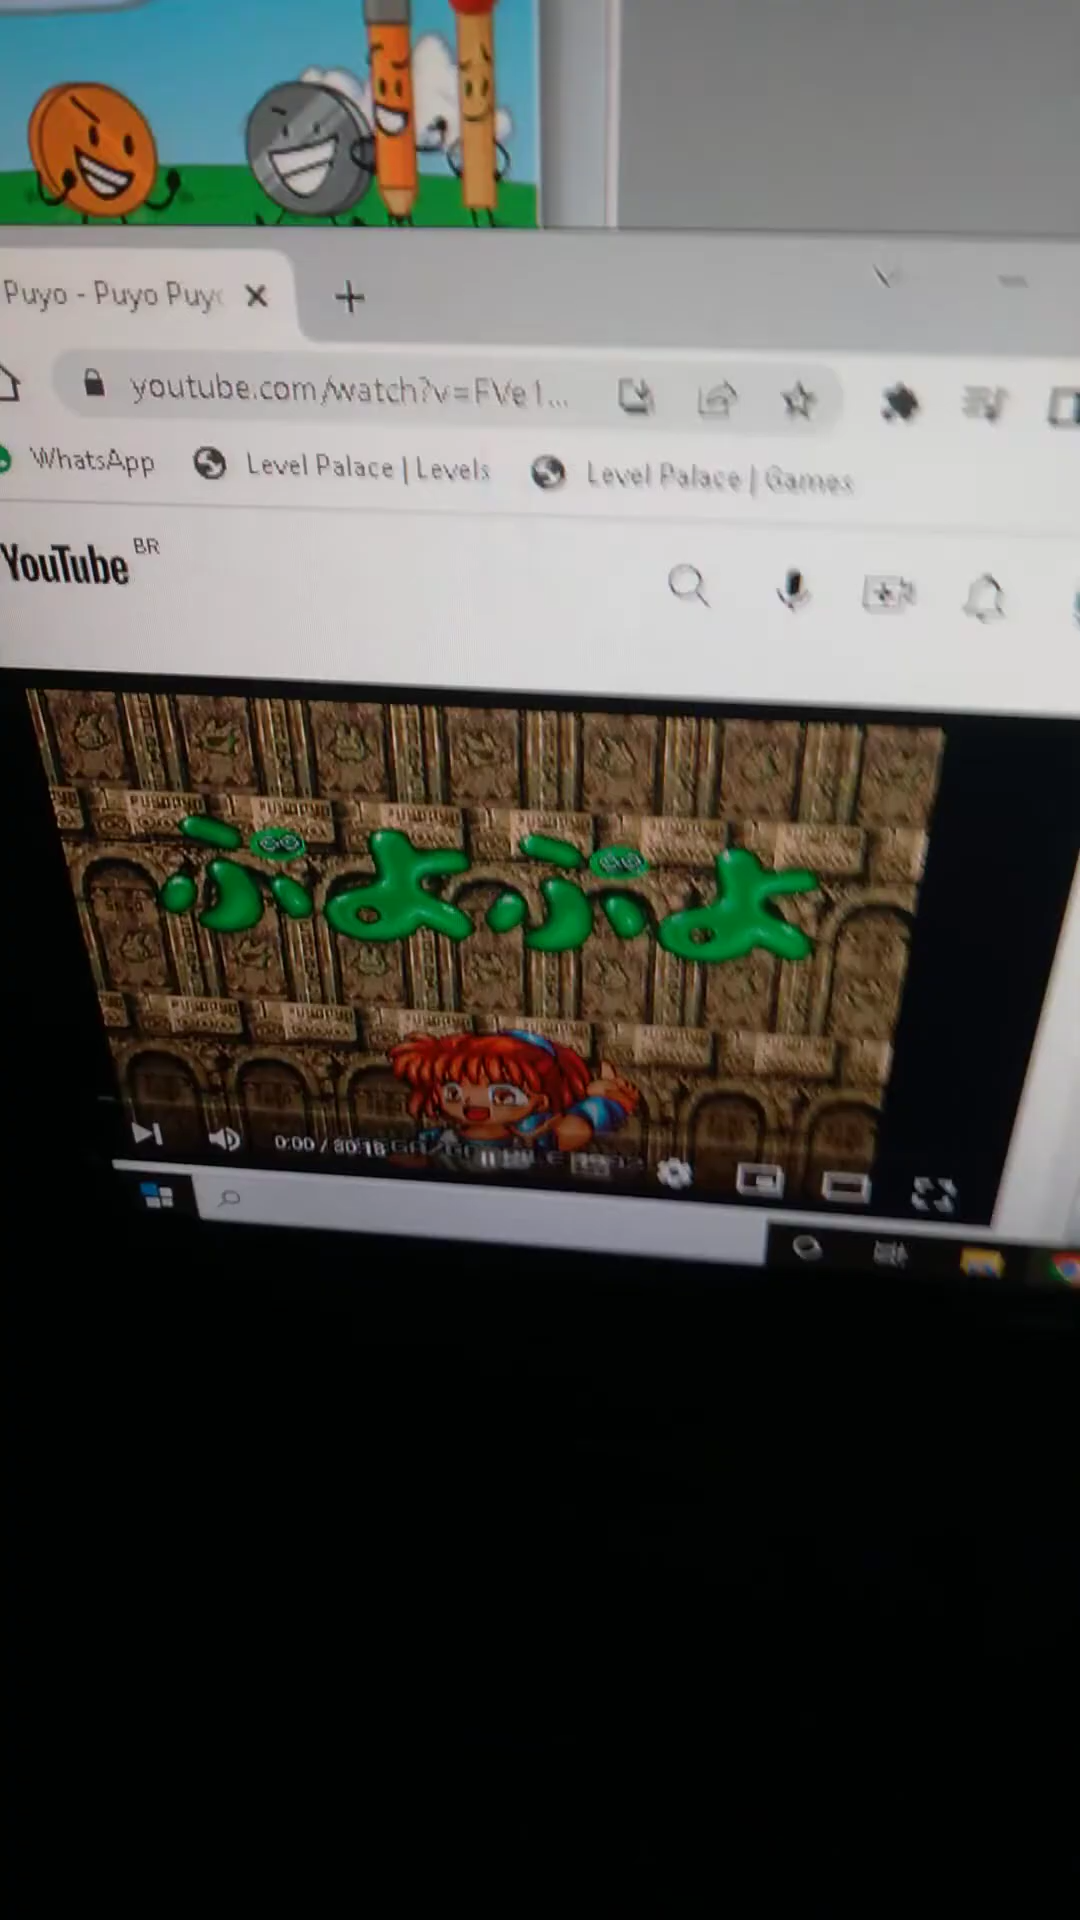 Puyo - Puyo Puyo
youtube.com/watch?v=FVe1...
WhatsApp
Level Palace | Levels
Level Palace | Games
YouTube BR
ぷよぷよ
0:00 / 30:18